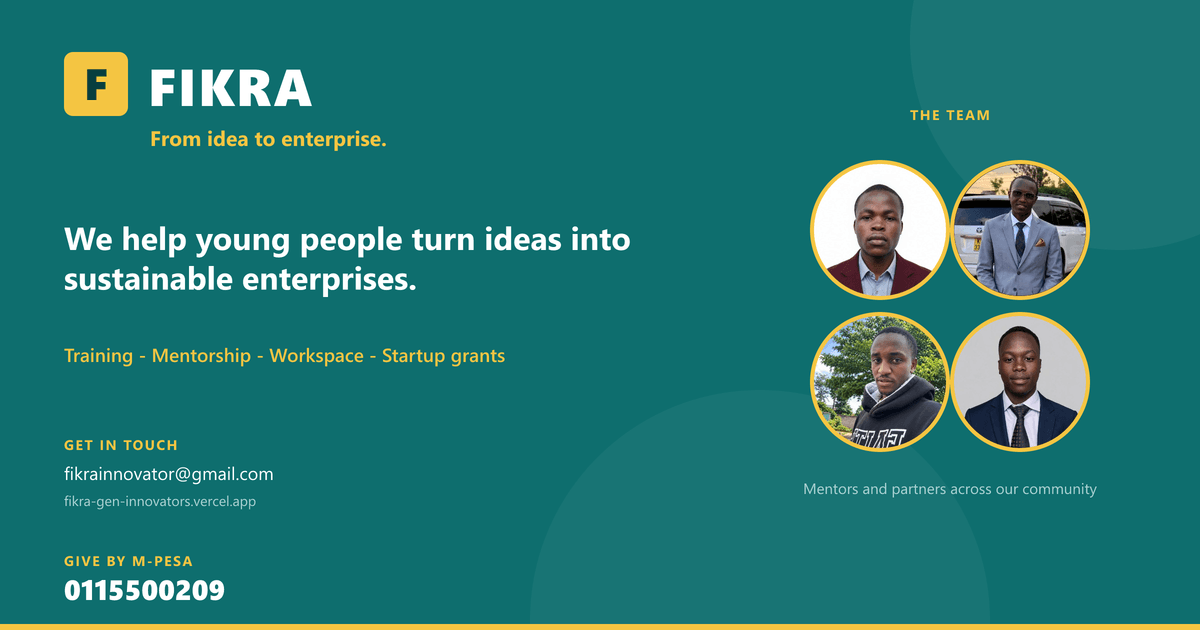 F
FIKRA
From idea to enterprise.
We help young people turn ideas into
sustainable enterprises.
Training - Mentorship - Workspace - Startup grants
GET IN TOUCH
fikrainnovator@gmail.com
fikra-gen-innovators.vercel.app
GIVE BY M-PESA
0115500209
THE TEAM
Mentors and partners across our community